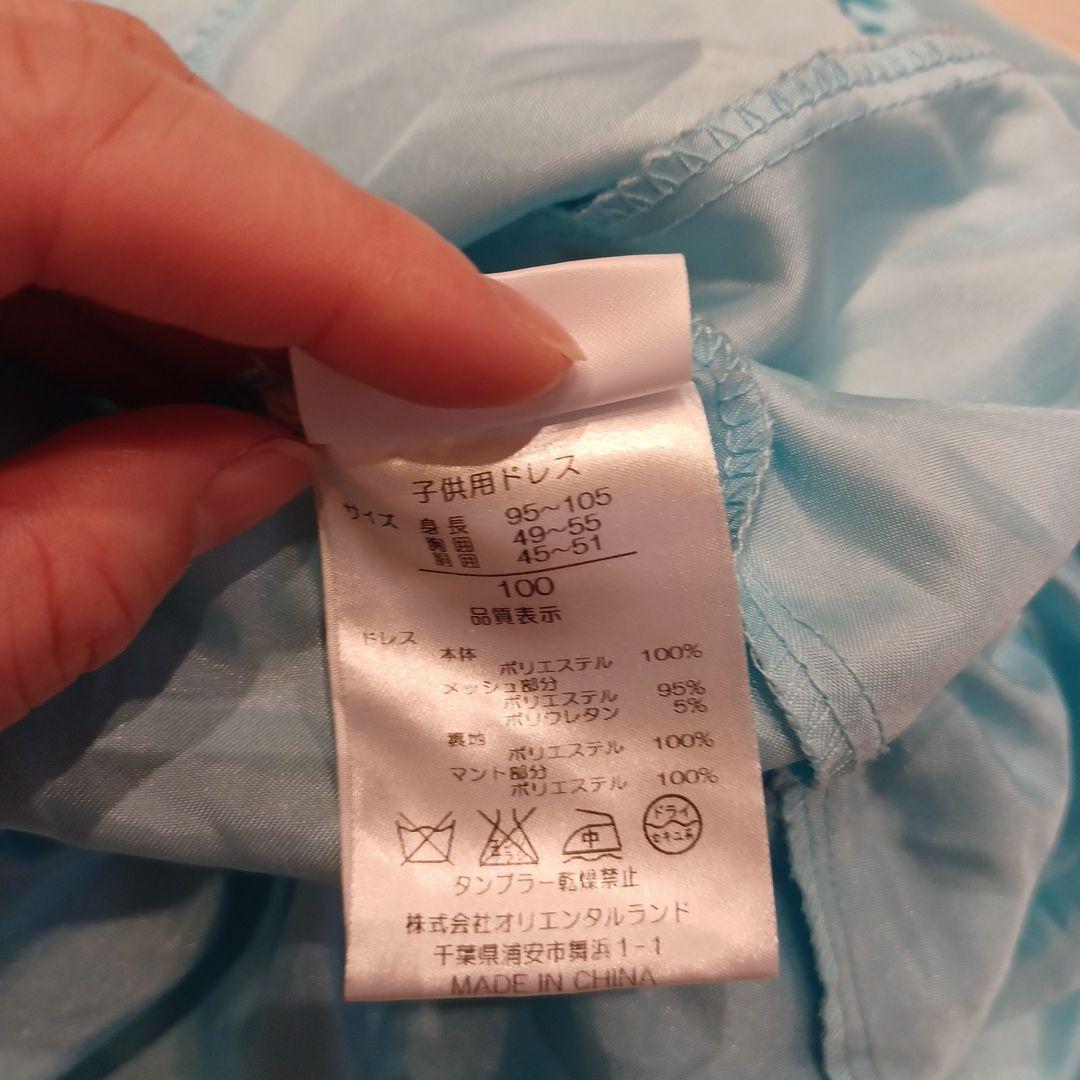 子供用ドレス
サイズ 身長 95～105
胸囲 49～55
胴囲 45～51
100
品質表示
ドレス
本体
ポリエステル 100%
メッシュ部分
ポリエステル 95%
ポリウレタン 5%
裏地
ポリエステル 100%
マント部分
ポリエステル 100%
中
ドライ
セキユ系
タンブラー乾燥禁止
株式会社オリエンタルランド
千葉県浦安市舞浜1-1
MADE IN CHINA